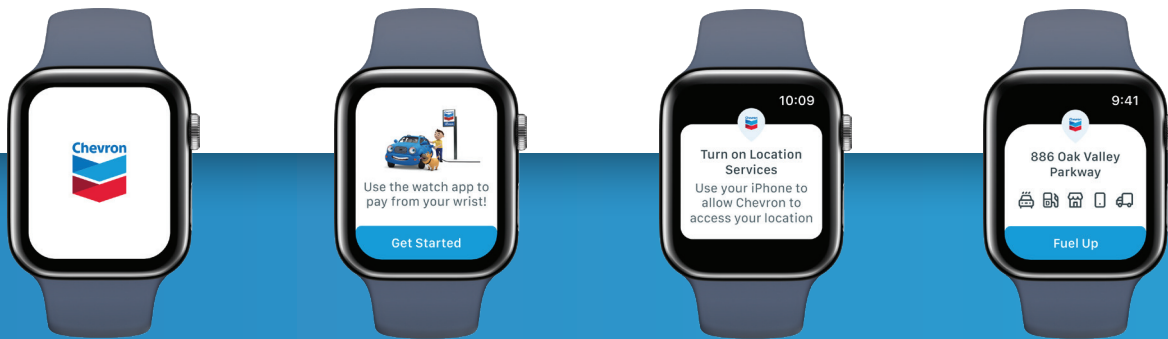 Chevron
Use the watch app to
pay from your wrist!
Get Started
10:09
Turn on Location
Services
Use your iPhone to
allow Chevron to
access your location
9:41
886 Oak Valley
Parkway
Fuel Up